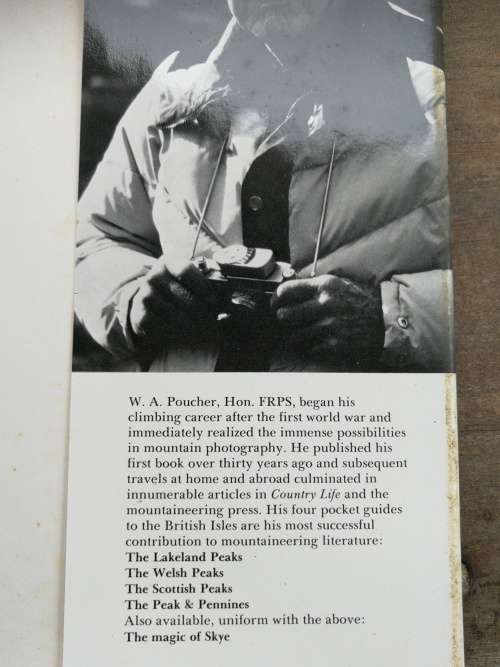 W. A. Poucher, Hon. FRPS, began his
climbing career after the first world war and
immediately realized the immense possibilities
in mountain photography. He published his
first book over thirty years ago and subsequent
travels at home and abroad culminated in
innumerable articles in Country Life and the
mountaineering press. His four pocket guides
to the British Isles are his most successful
contribution to mountaineering literature:
The Lakeland Peaks
The Welsh Peaks
The Scottish Peaks
The Peak & Pennines
Also available, uniform with the above:
The magic of Skye